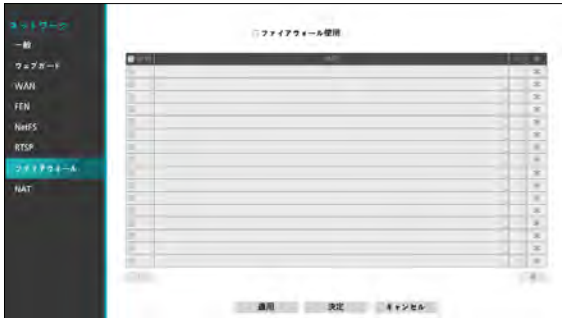 ネットワーク
一般
ウェブガード
WAN
FEN
NetFS
RTSP
ファイアウォール
NAT
ファイアウォール使用
適用
決定
キャンセル